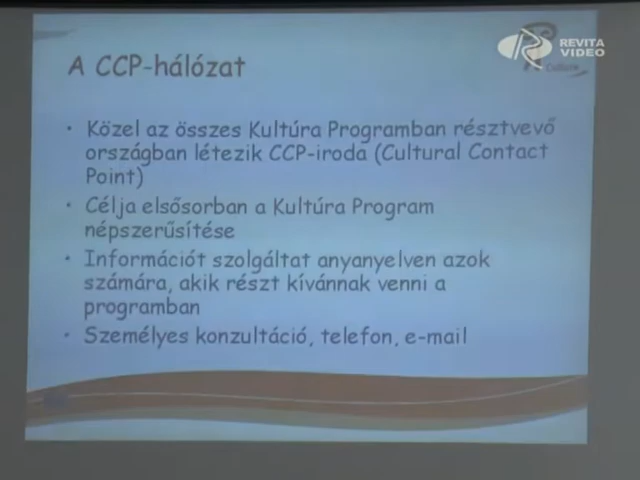 REVITA
VIDEO
Culture
A CCP-hálózat
• Közel az összes Kultúra Programban résztvevő
országban létezik CCP-iroda (Cultural Contact
Point)
• Célja elsősorban a Kultúra Program
népszerűsítése
• Információt szolgáltat anyanyelven azok
számára, akik részt kívánnak venni a
programban
• Személyes konzultáció, telefon, e-mail